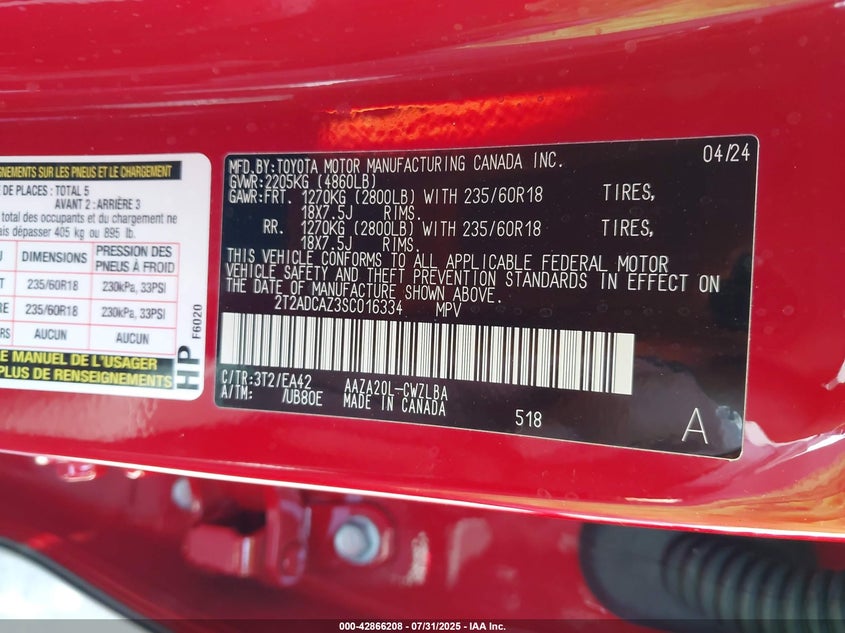 GNEMENTS SUR LES PNEUS ET LE CHARGEMENT
DE PLACES : TOTAL 5
AVANT 2 : ARRIÈRE 3
total des occupants et du chargement
ais dépasser 405 kg ou 895 lb.
DIMENSIONS PRESSION DES PNEUS À FROID
235/60R18 230kPa, 33PSI
RE 235/60R18 230kPa, 33PSI
RS AUCUN AUCUN
LE MANUEL DE L'USAGER
PLUS DE RENSEIGNEMENTS
HP F6020
MFD.BY:TOYOTA MOTOR MANUFACTURING CANADA INC. 04/24
GVWR:2205KG (4860LB)
GAWR:FRT. 1270KG (2800LB) WITH 235/60R18 TIRES,
18X7.5J RIMS.
RR. 1270KG (2800LB) WITH 235/60R18 TIRES,
18X7.5J RIMS.
THIS VEHICLE CONFORMS TO ALL APPLICABLE FEDERAL MOTOR
VEHICLE SAFETY AND THEFT PREVENTION STANDARDS IN EFFECT ON
THE DATE OF MANUFACTURE SHOWN ABOVE.
2T2ADCAZ3SC016334 MPV
C/TR:3T2/EA42 AAZA20L-CWZLBA
A/TM: /UB80E MADE IN CANADA
518 A
000-42866208 - 07/31/2025 - IAA Inc.